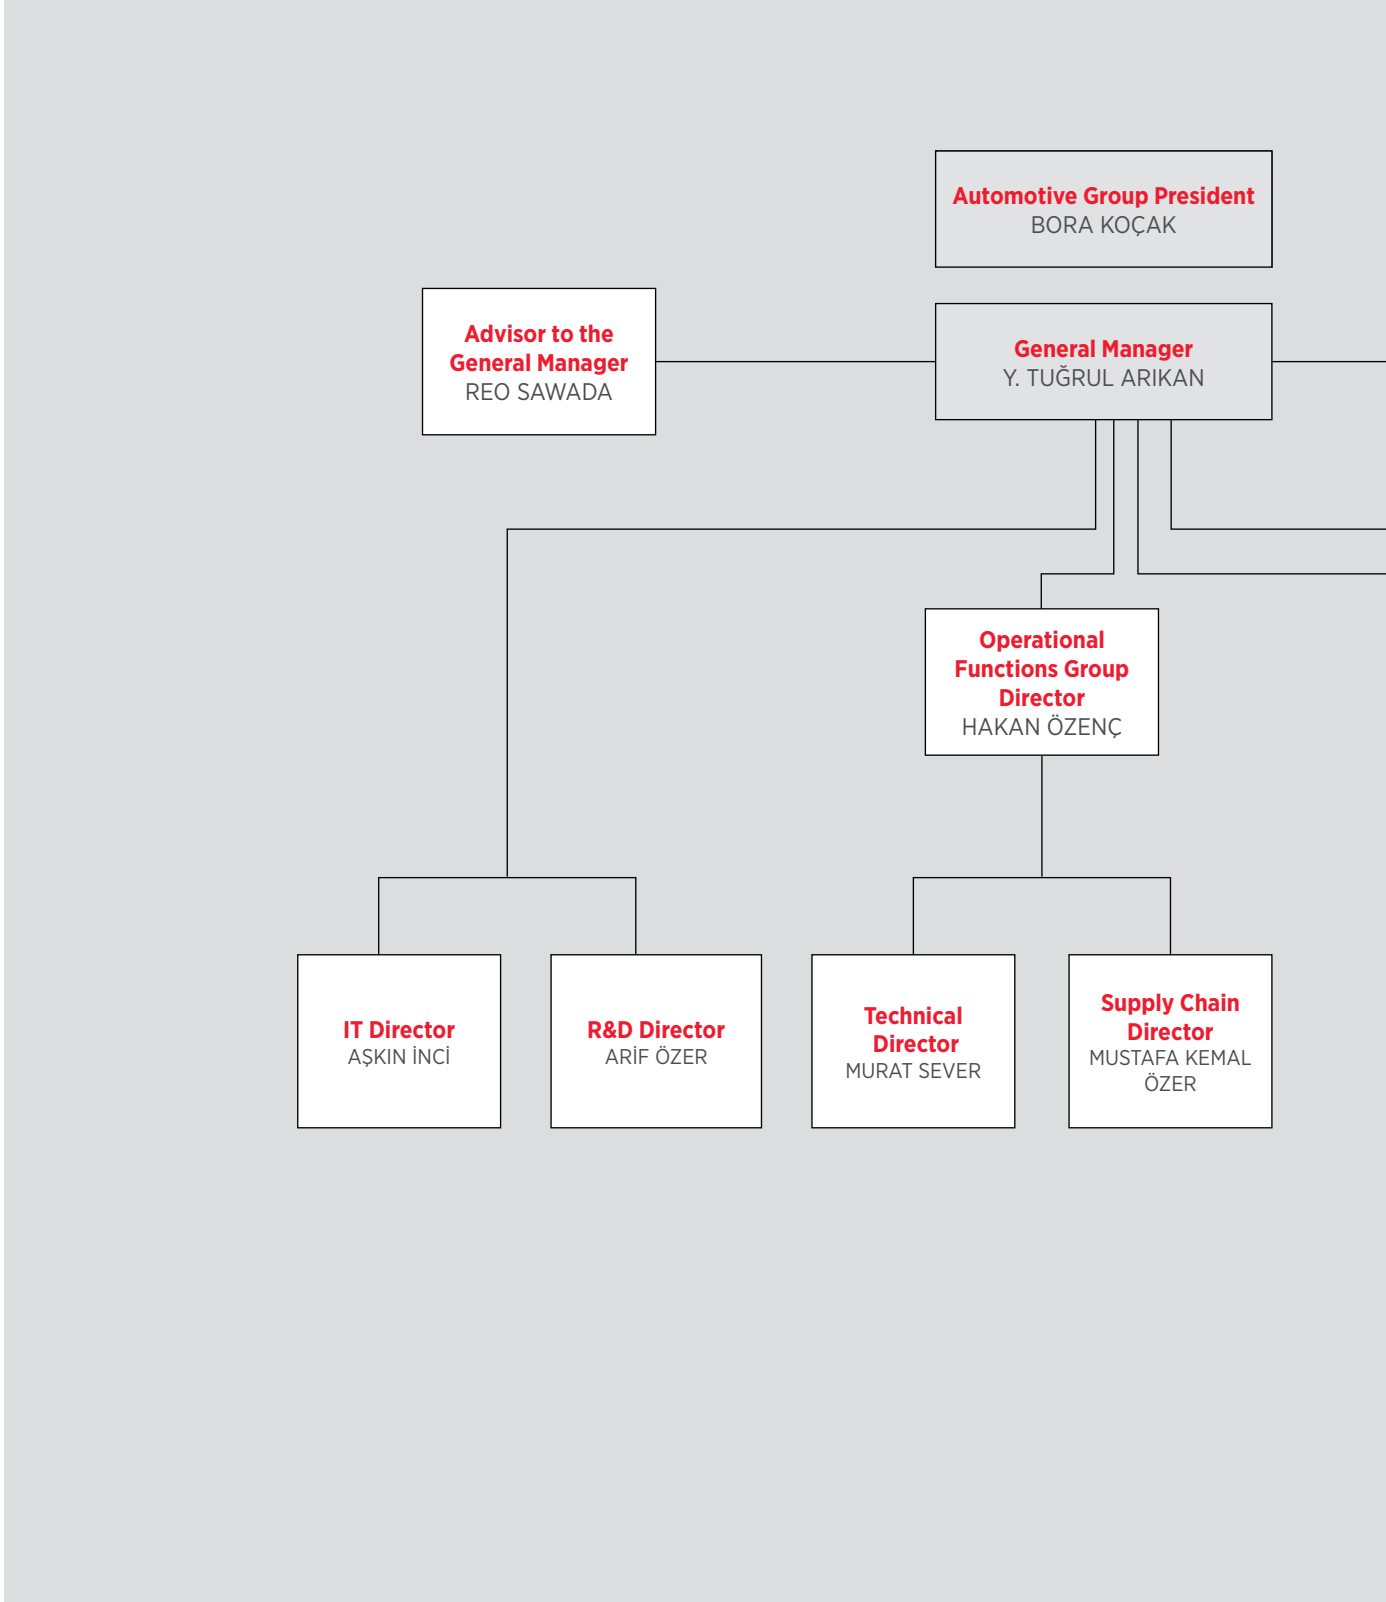 Automotive Group President
BORA KOÇAK
Advisor to the
General Manager
REO SAWADA
General Manager
Y. TUĞRUL ARIKAN
Operational
Functions Group
Director
HAKAN ÖZENÇ
IT Director
AŞKIN İNCİ
R&D Director
ARİF ÖZER
Technical
Director
MURAT SEVER
Supply Chain
Director
MUSTAFA KEMAL
ÖZER